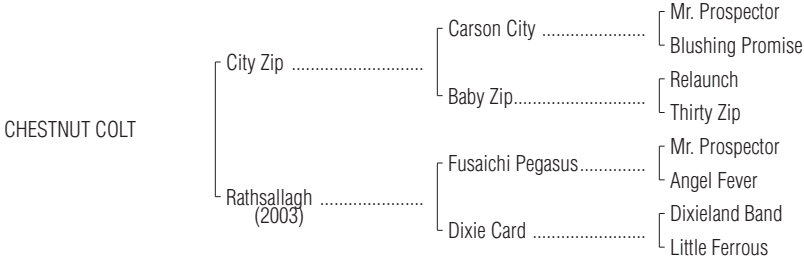 CHESTNUT COLT
City Zip ............................
Rathsallagh ......................
(2003)
Carson City ......................
Baby Zip............................
Fusaichi Pegasus..............
Dixie Card ........................
Mr. Prospector
Blushing Promise
Relaunch
Thirty Zip
Mr. Prospector
Angel Fever
Dixieland Band
Little Ferrous